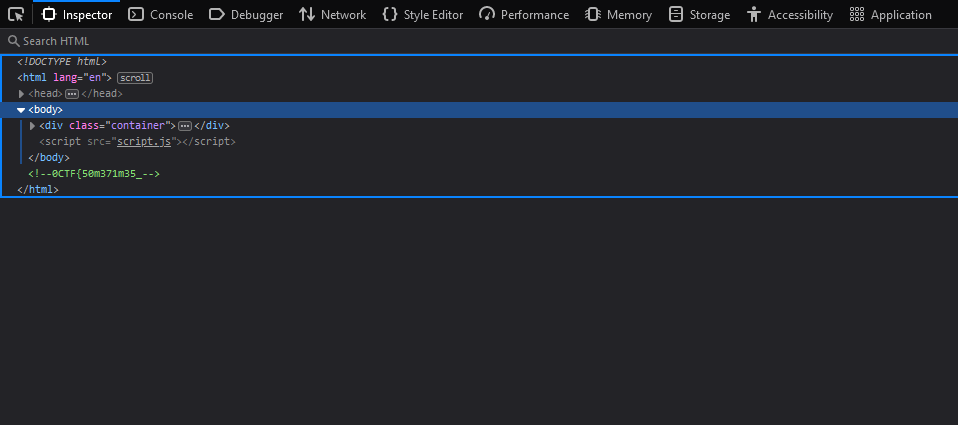 Inspector Console Debugger Network Style Editor Performance Memory Storage Accessibility Application
Search HTML
<!DOCTYPE html>
<html lang="en"> scroll
<head> ••• </head>
<body>
<div class="container"> ••• </div>
<script src="script.js"></script>
</body>
<!--0CTF{50m371m35_-->
</html>